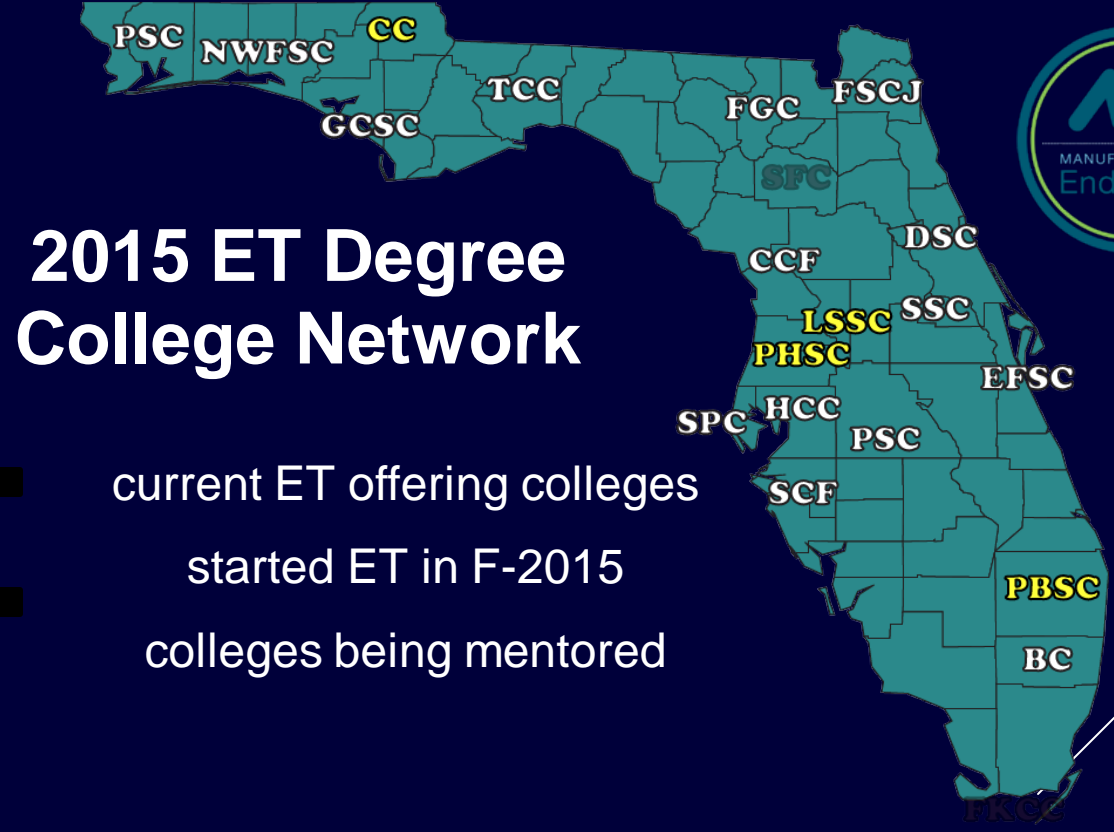 PSC
NWFSC
CC
TCC
GCSC
FGC
FSCJ
SFC
2015 ET Degree
College Network
DSC
CCF
LSSC
SSC
PHSC
EFSC
SPC
HCC
PSC
SCF
current ET offering colleges
started ET in F-2015
colleges being mentored
PBSC
BC
FKCC